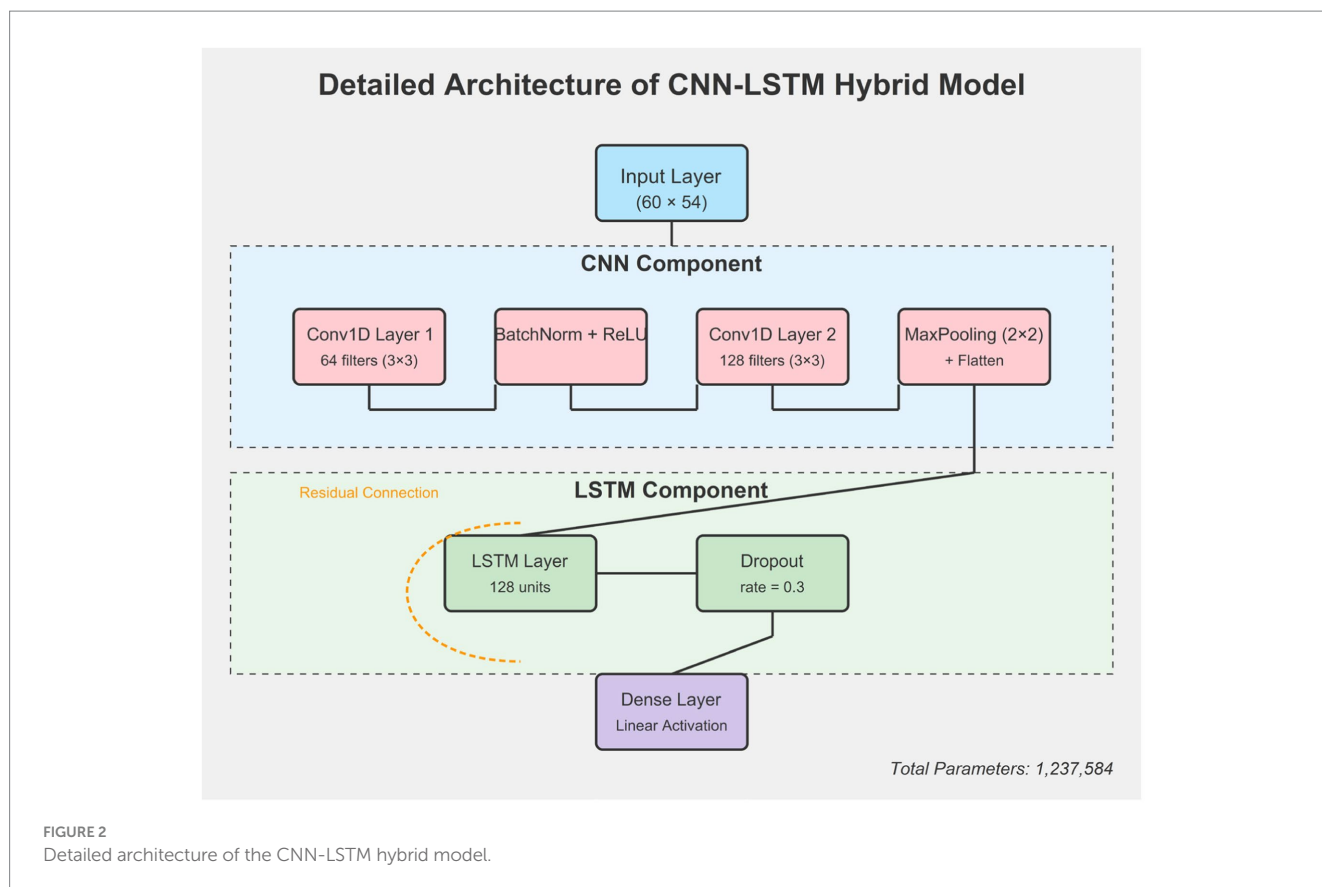 Detailed Architecture of CNN-LSTM Hybrid Model
Input Layer
(60 × 54)
CNN Component
Conv1D Layer 1
64 filters (3×3)
BatchNorm + ReLU
Conv1D Layer 2
128 filters (3×3)
MaxPooling (2×2)
+ Flatten
Residual Connection
LSTM Component
LSTM Layer
128 units
Dropout
rate = 0.3
Dense Layer
Linear Activation
Total Parameters: 1,237,584
FIGURE 2
Detailed architecture of the CNN-LSTM hybrid model.